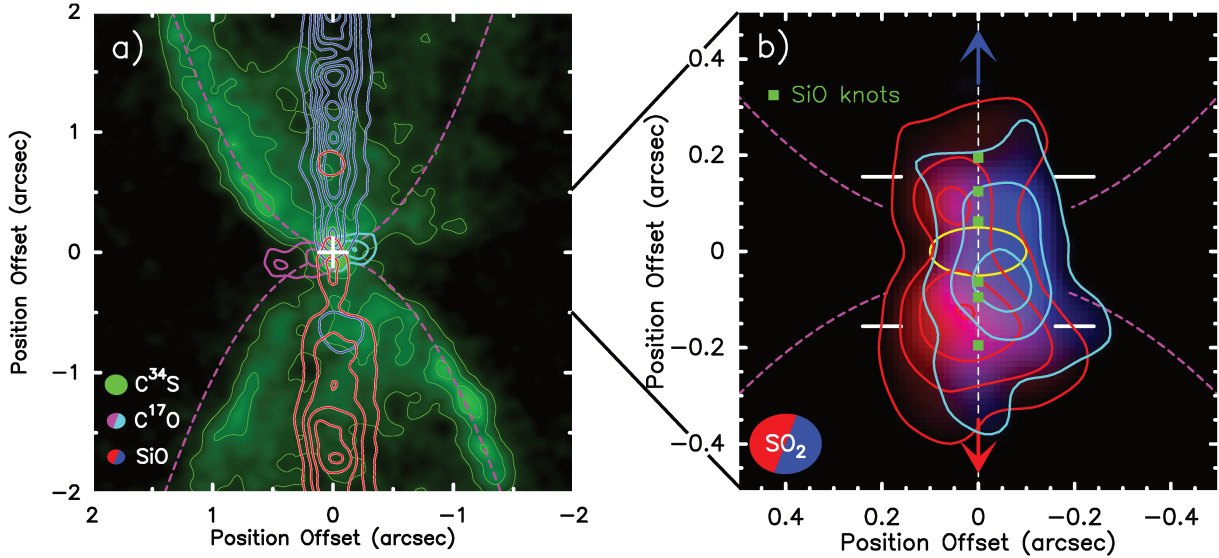 a)
2
1
0
−1
−2
Position Offset (arcsec)
C³⁴S
C¹⁷O
SiO
2
1
0
−1
−2
Position Offset (arcsec)
b)
SiO knots
0.4
0.2
0
−0.2
−0.4
Position Offset (arcsec)
SO₂
0.4
0.2
0
−0.2
−0.4
Position Offset (arcsec)